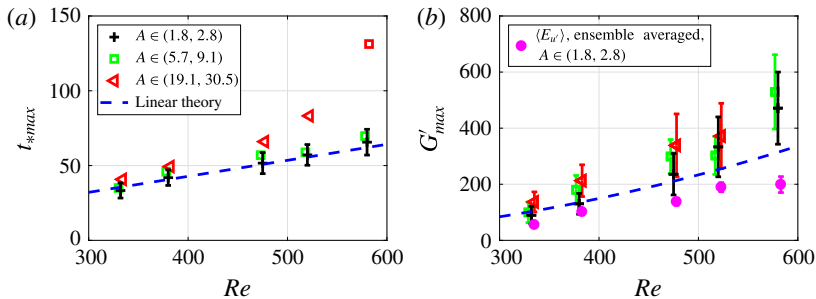 (a)
150
100
50
0
t*max
A ∈ (1.8, 2.8)
A ∈ (5.7, 9.1)
A ∈ (19.1, 30.5)
Linear theory
300 400 500 600
Re
(b)
800
600
400
200
0
G′max
⟨Eu′⟩, ensemble averaged,
A ∈ (1.8, 2.8)
300 400 500 600
Re